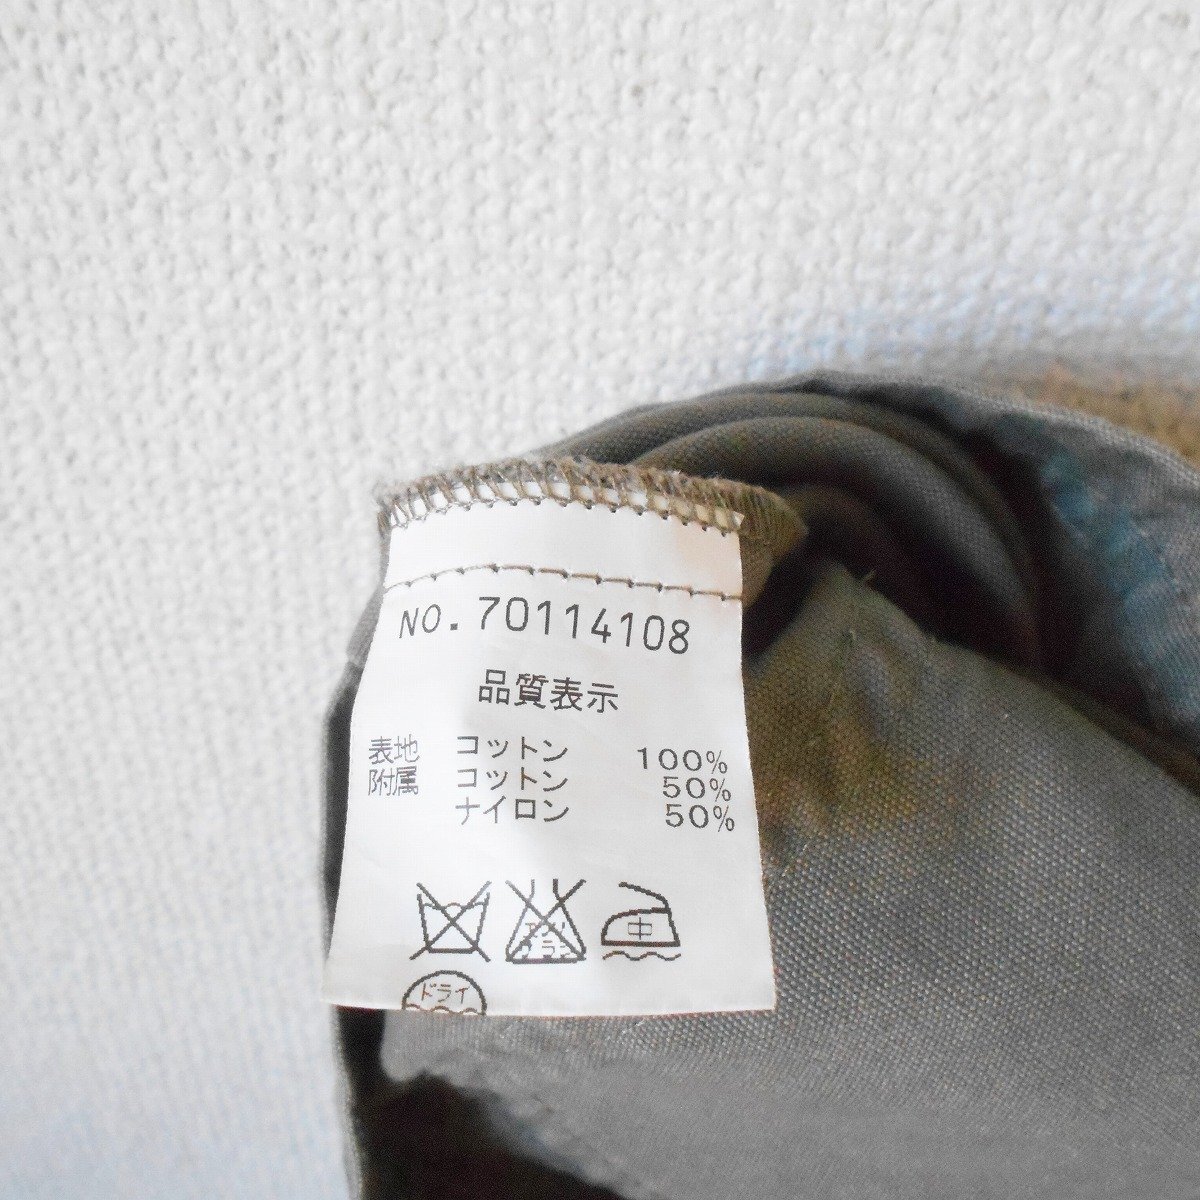 NO.70114108
品質表示
表地 コットン 100%
附属 コットン 50%
ナイロン 50%
中
ドライ